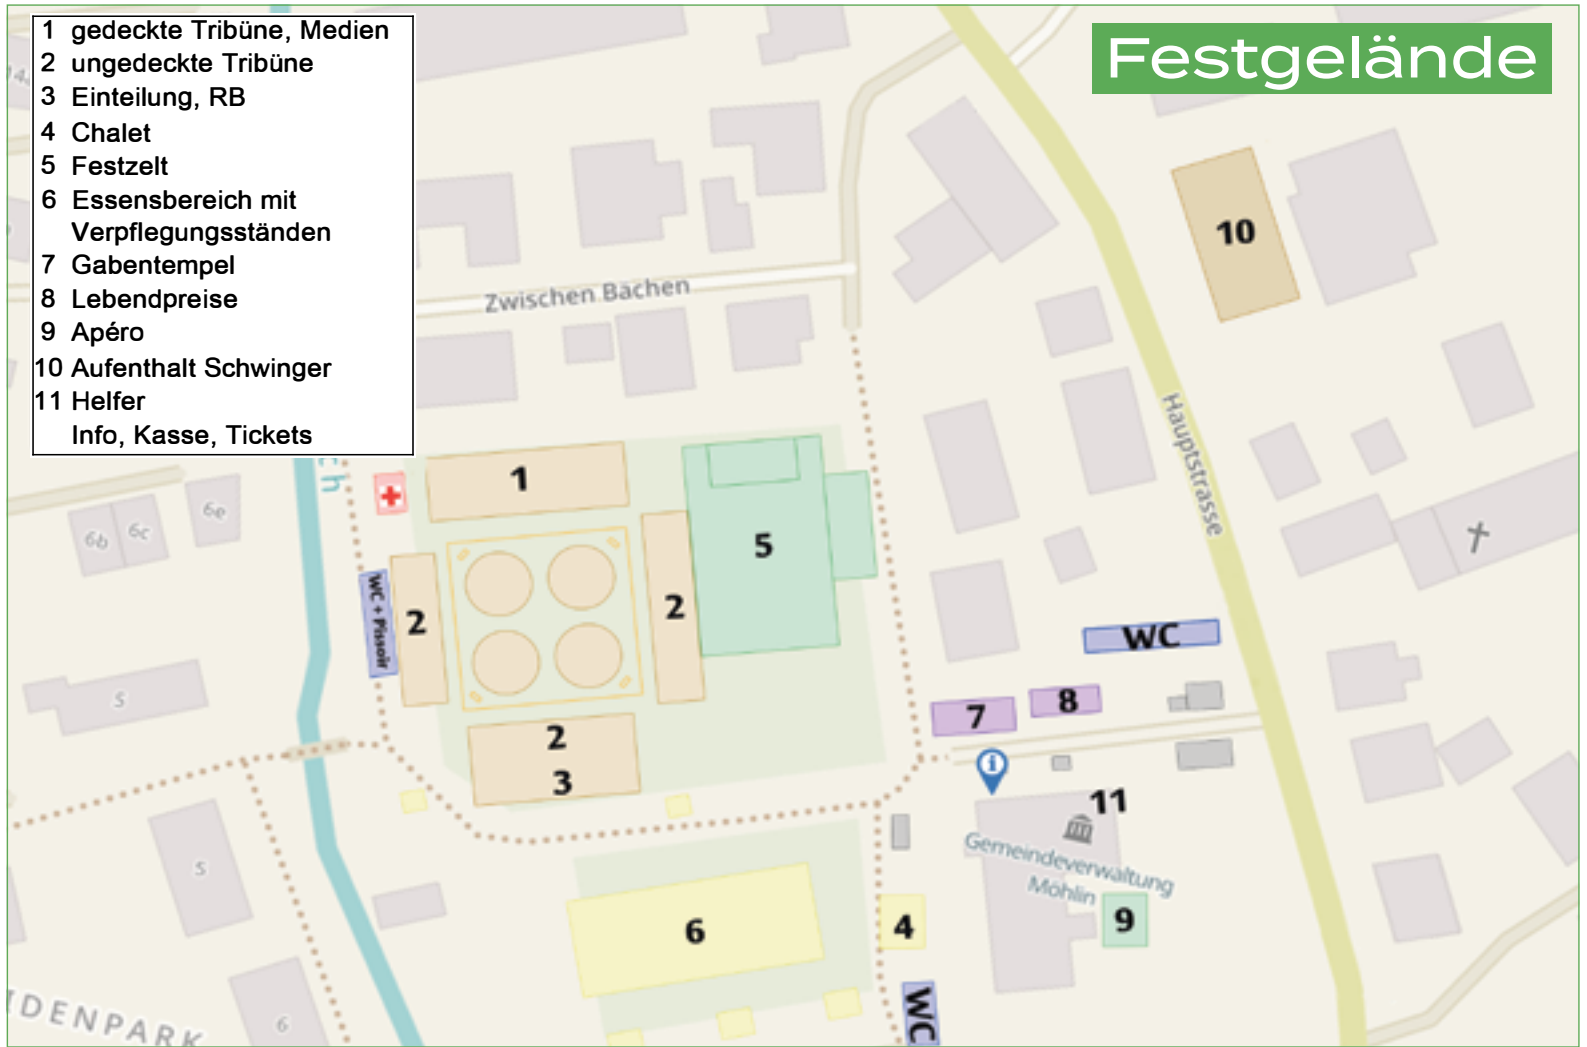 1 gedeckte Tribüne, Medien
2 ungedeckte Tribüne
3 Einteilung, RB
4 Chalet
5 Festzelt
6 Essensbereich mit
Verpflegungsständen
7 Gabentempel
8 Lebendpreise
9 Apéro
10 Aufenthalt Schwinger
11 Helfer
Info, Kasse, Tickets
Festgelände
10
Zwischen Bächen
Hauptstrasse
ch
1
5
6b
6c
6e
2
WC + Pissoir
2
WC
5
7
8
2
3
i
11
5
Gemeindeverwaltung
Möhlin
6
4
9
WC
IDENPARK
6